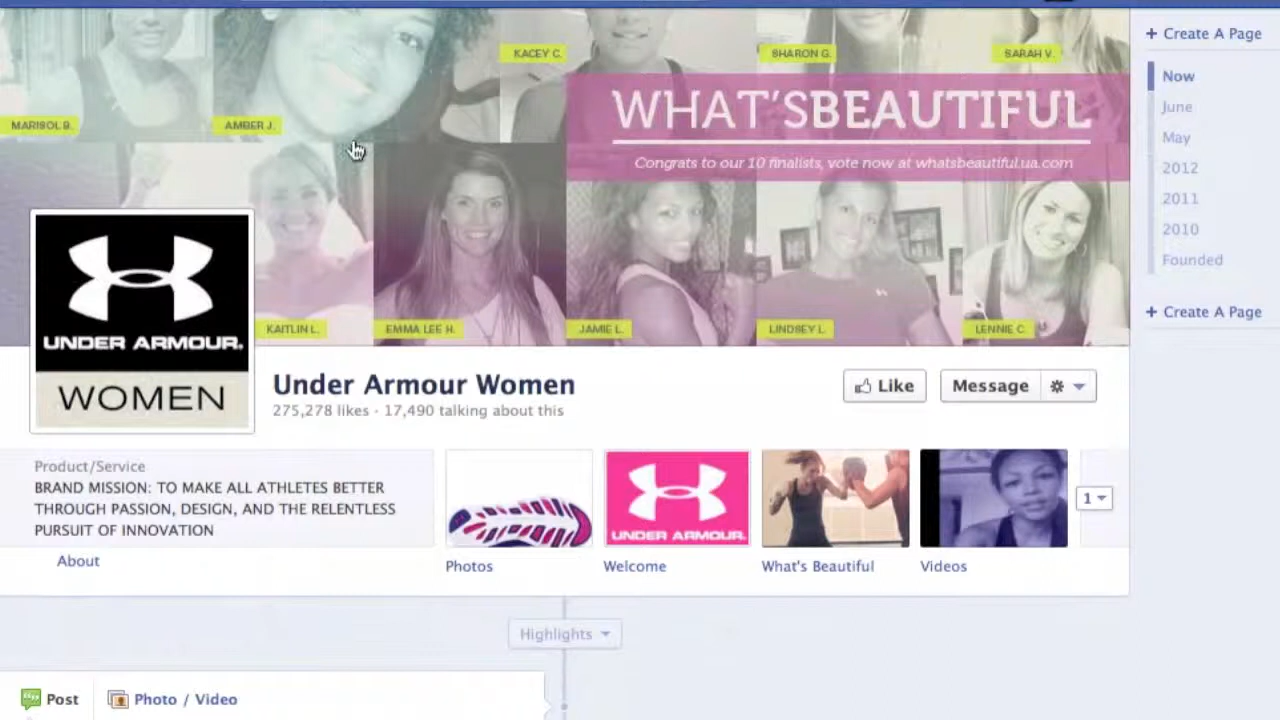 + Create A Page
KACEY C.
SHARON G.
SARAH V.
MARISOL B.
AMBER J.
WHAT'SBEAUTIFUL
Congrats to our 10 finalists, vote now at whatsbeautiful.ua.com
Now
June
May
2012
2011
2010
Founded
+ Create A Page
UNDER ARMOUR.
WOMEN
KAITLIN L.
EMMA LEE H.
JAMIE L.
LINDSEY L.
LENNIE C.
Under Armour Women
275,278 likes · 17,490 talking about this
Like
Message
Product/Service
BRAND MISSION: TO MAKE ALL ATHLETES BETTER
THROUGH PASSION, DESIGN, AND THE RELENTLESS
PURSUIT OF INNOVATION
About
UNDER ARMOUR.
1
Photos
Welcome
What's Beautiful
Videos
Highlights
Post
Photo / Video